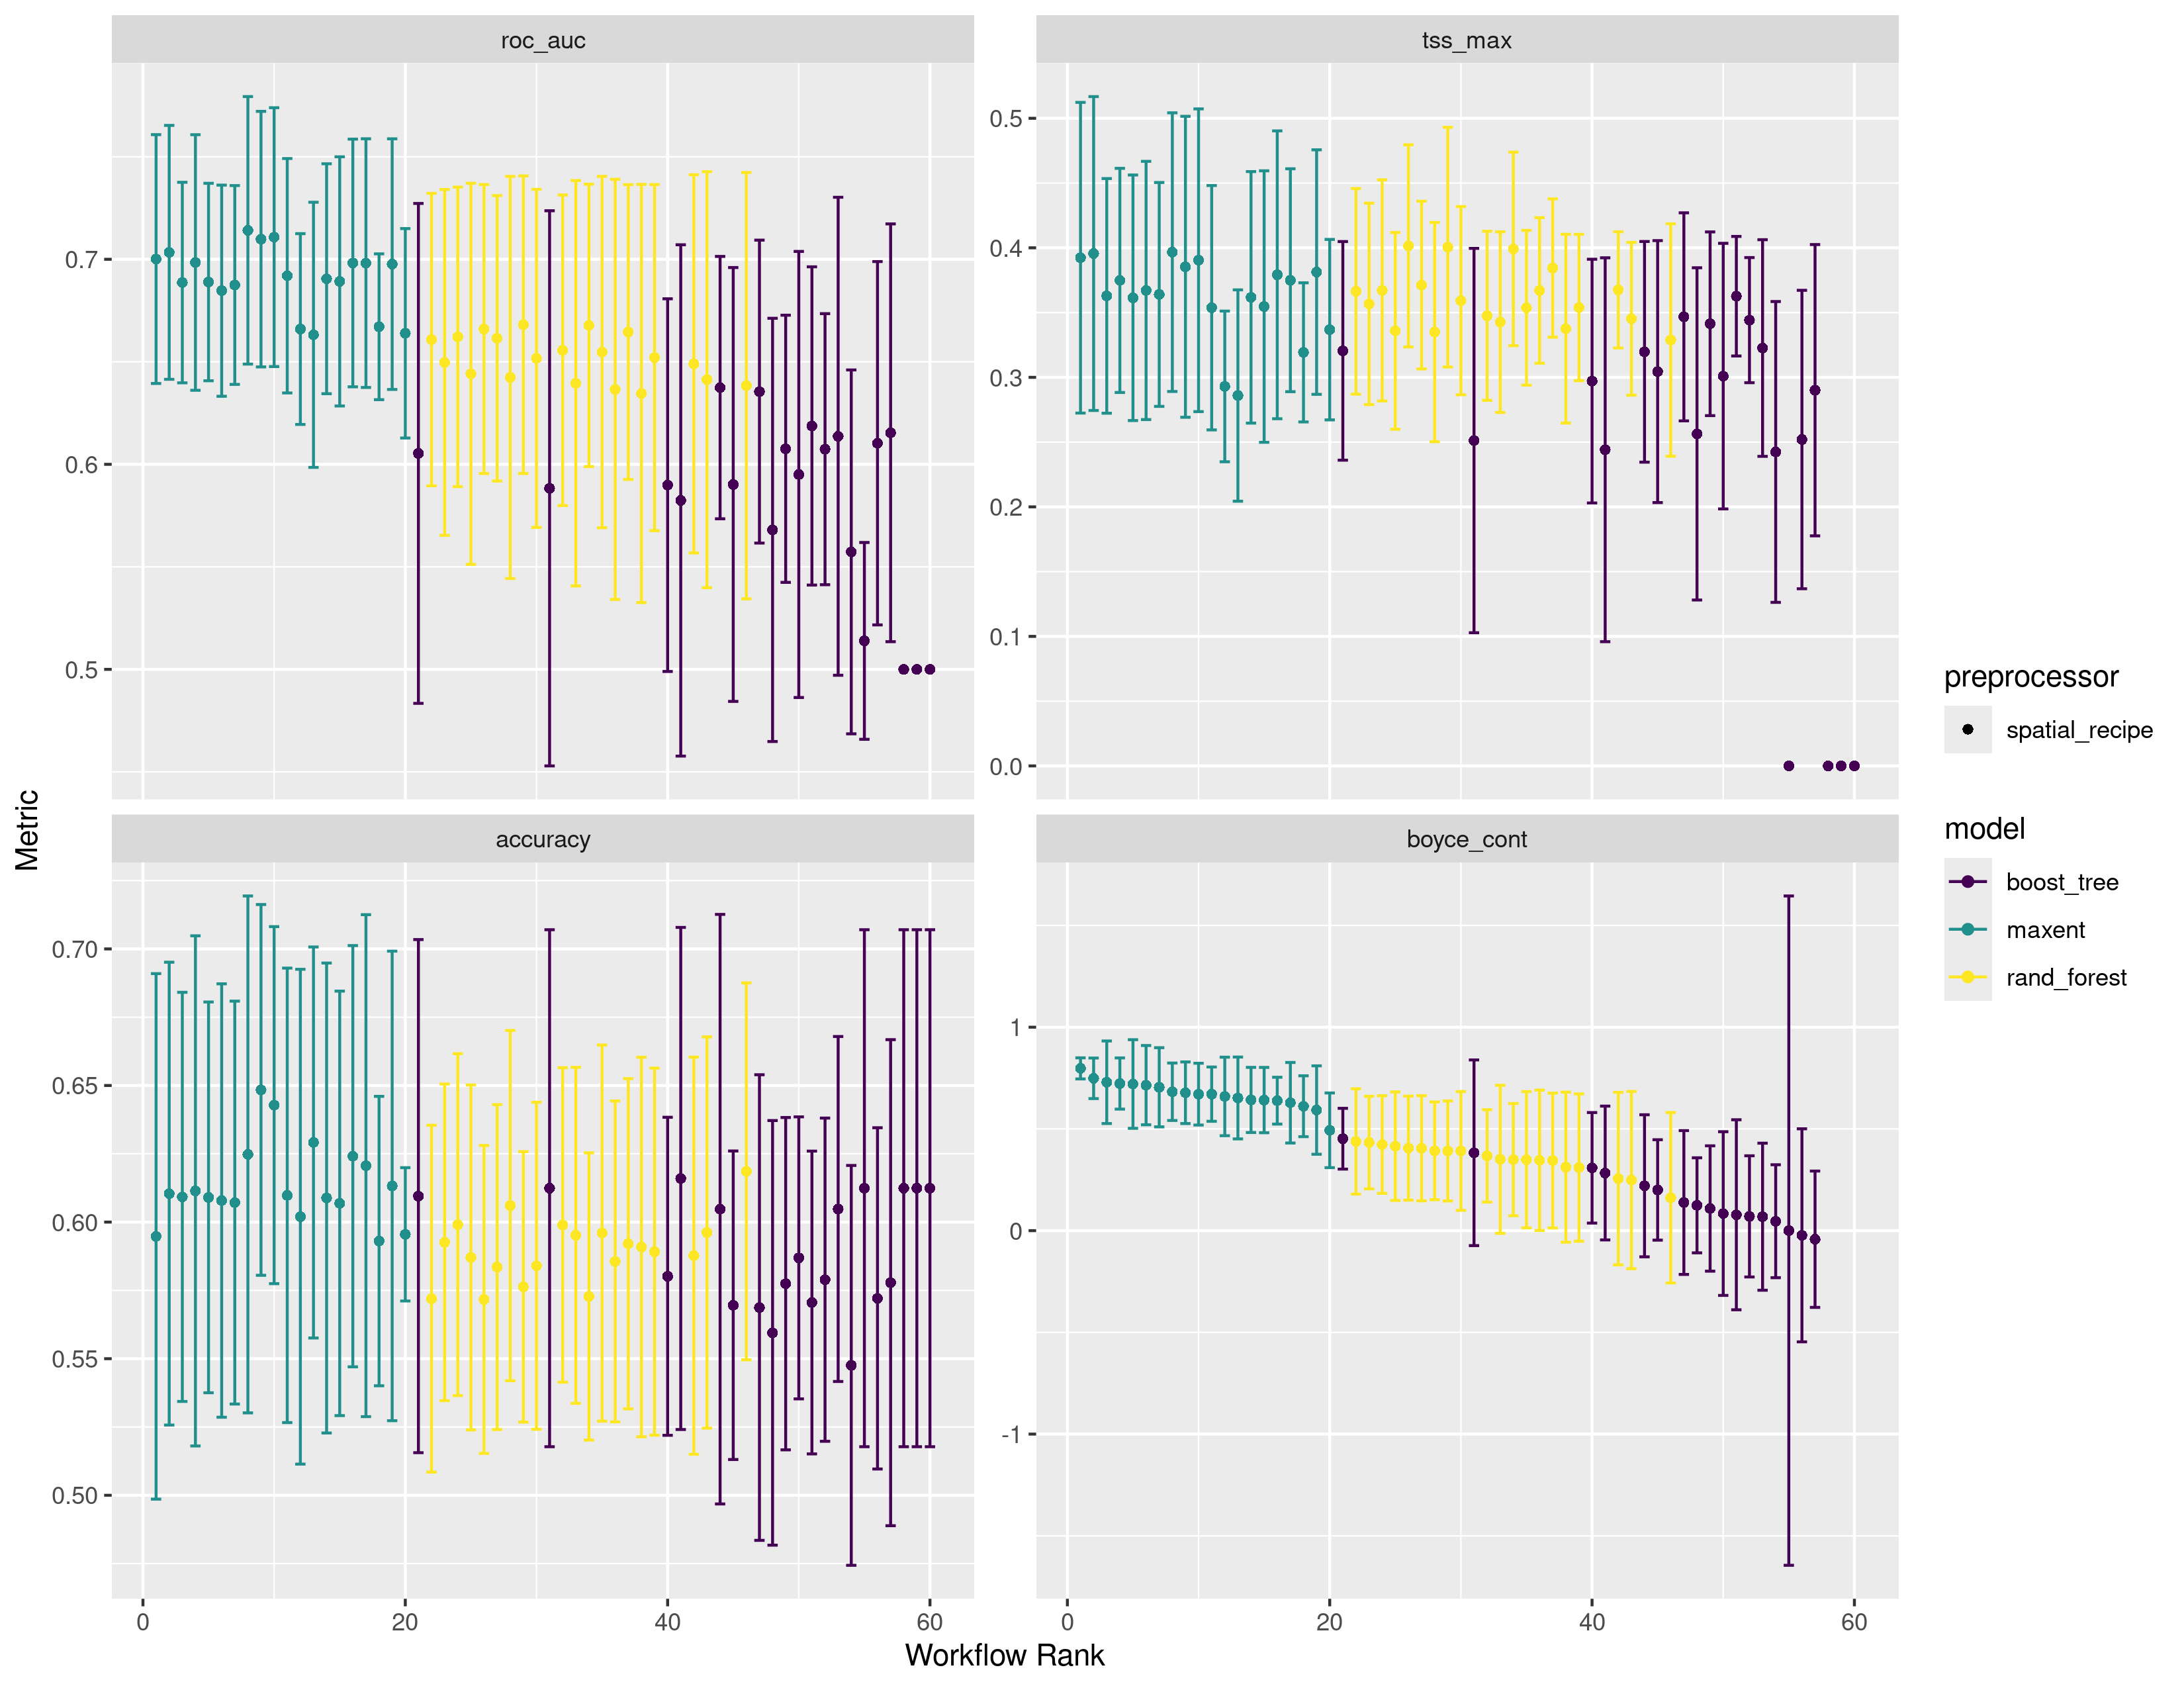 roc_auc
tss_max
0.7
0.6
0.5
0.5
0.4
0.3
0.2
0.1
0.0
Metric
accuracy
boyce_cont
0.70
0.65
0.60
0.55
0.50
1
0
-1
0
20
40
60
0
20
40
60
Workflow Rank
preprocessor
spatial_recipe
model
boost_tree
maxent
rand_forest